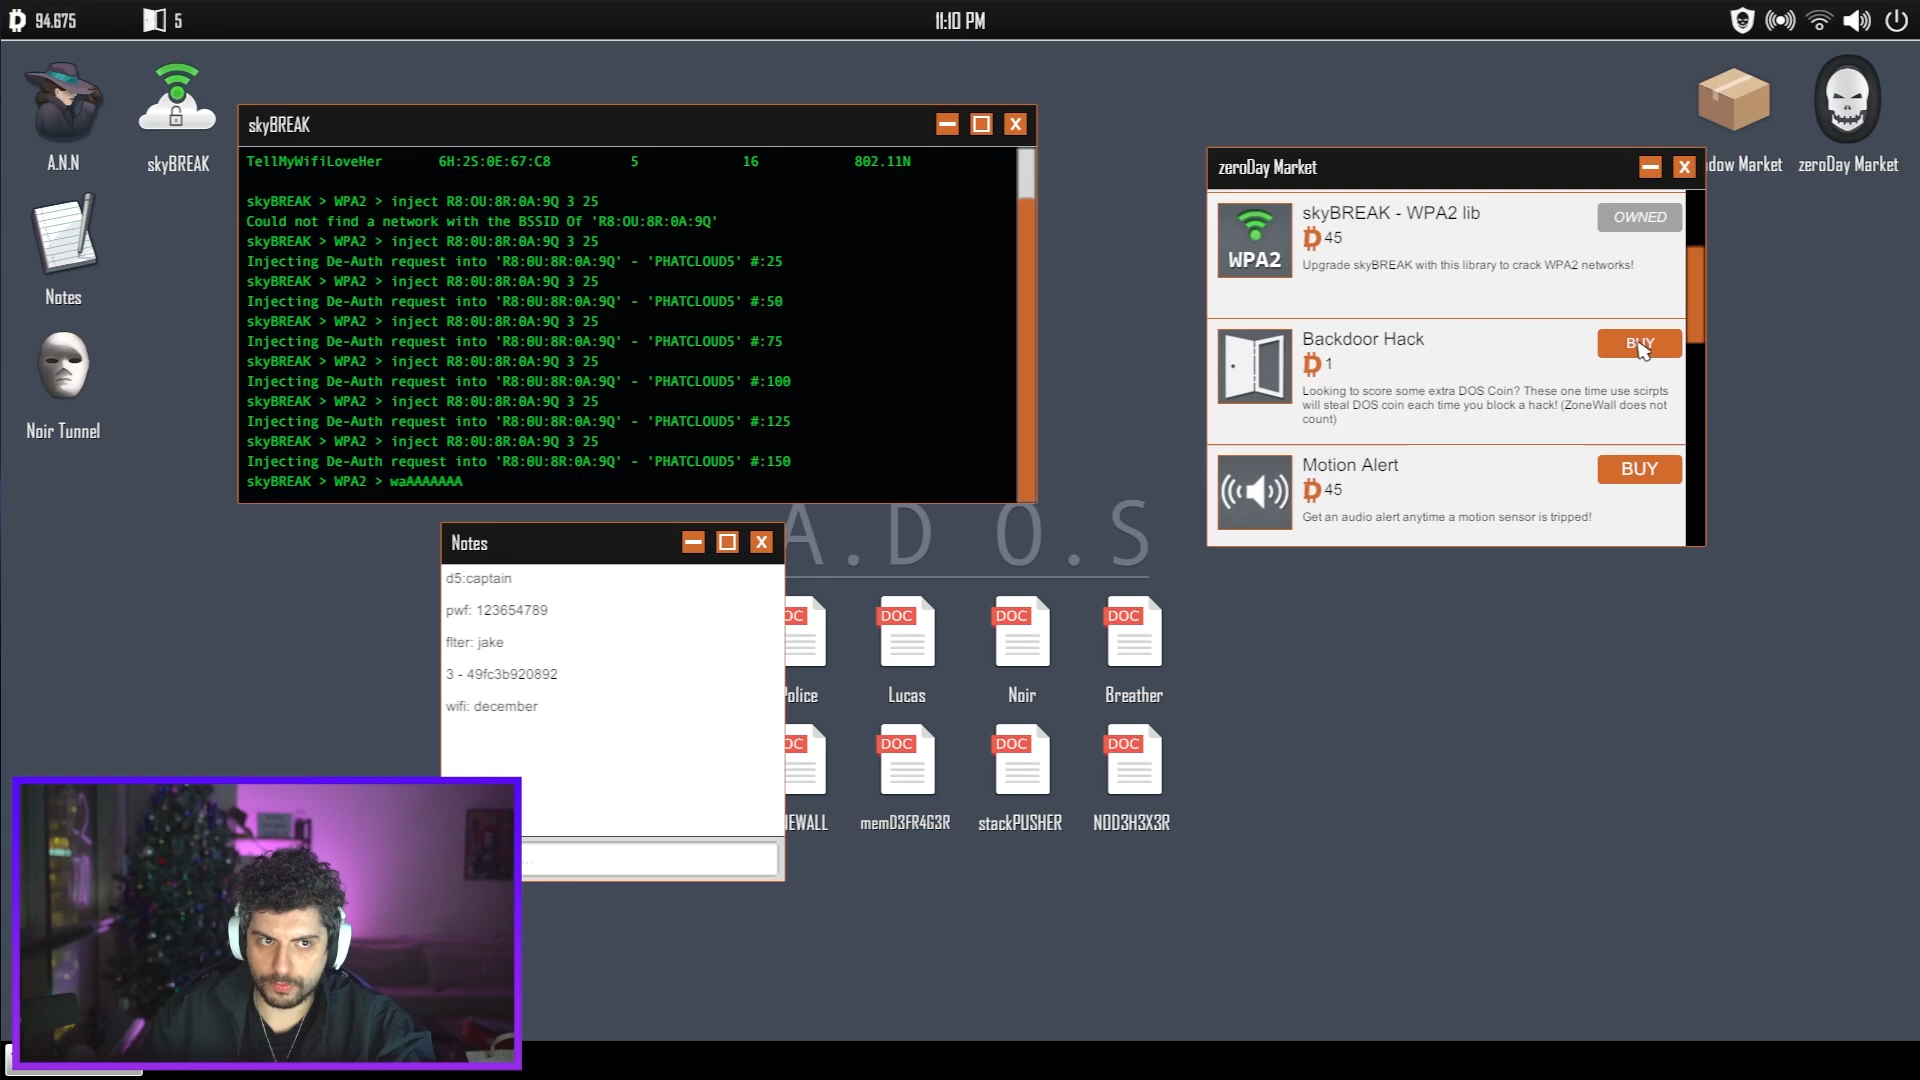 94.675
5
11:10 PM
A.N.N
skyBREAK
Notes
Noir Tunnel
skyBREAK
TellMyWifiLoveHer 6H:2S:0E:67:C8 5 16 802.11N
skyBREAK > WPA2 > inject R8:OU:8R:0A:9Q 3 25
Could not find a network with the BSSID Of 'R8:OU:8R:0A:9Q'
skyBREAK > WPA2 > inject R8:0U:8R:0A:9Q 3 25
Injecting De-Auth request into 'R8:0U:8R:0A:9Q' - 'PHATCLOUD5' #:25
skyBREAK > WPA2 > inject R8:0U:8R:0A:9Q 3 25
Injecting De-Auth request into 'R8:0U:8R:0A:9Q' - 'PHATCLOUD5' #:50
skyBREAK > WPA2 > inject R8:0U:8R:0A:9Q 3 25
Injecting De-Auth request into 'R8:0U:8R:0A:9Q' - 'PHATCLOUD5' #:75
skyBREAK > WPA2 > inject R8:0U:8R:0A:9Q 3 25
Injecting De-Auth request into 'R8:0U:8R:0A:9Q' - 'PHATCLOUD5' #:100
skyBREAK > WPA2 > inject R8:0U:8R:0A:9Q 3 25
Injecting De-Auth request into 'R8:0U:8R:0A:9Q' - 'PHATCLOUD5' #:125
skyBREAK > WPA2 > inject R8:0U:8R:0A:9Q 3 25
Injecting De-Auth request into 'R8:0U:8R:0A:9Q' - 'PHATCLOUD5' #:150
skyBREAK > WPA2 > waAAAAAAA
dow Market
zeroDay Market
zeroDay Market
WPA2
skyBREAK - WPA2 lib
OWNED
45
Upgrade skyBREAK with this library to crack WPA2 networks!
Backdoor Hack
BUY
1
Looking to score some extra DOS Coin? These one time use scirpts
will steal DOS coin each time you block a hack! (ZoneWall does not
count)
Motion Alert
BUY
45
Get an audio alert anytime a motion sensor is tripped!
A.D O.S
Notes
d5:captain
pwf: 123654789
flter: jake
3 - 49fc3b920892
wifi: december
DOC
DOC
DOC
olice
Lucas
Noir
Breather
DOC
DOC
DOC
EWALL
memD3FR4G3R
stackPUSHER
N0D3H3X3R